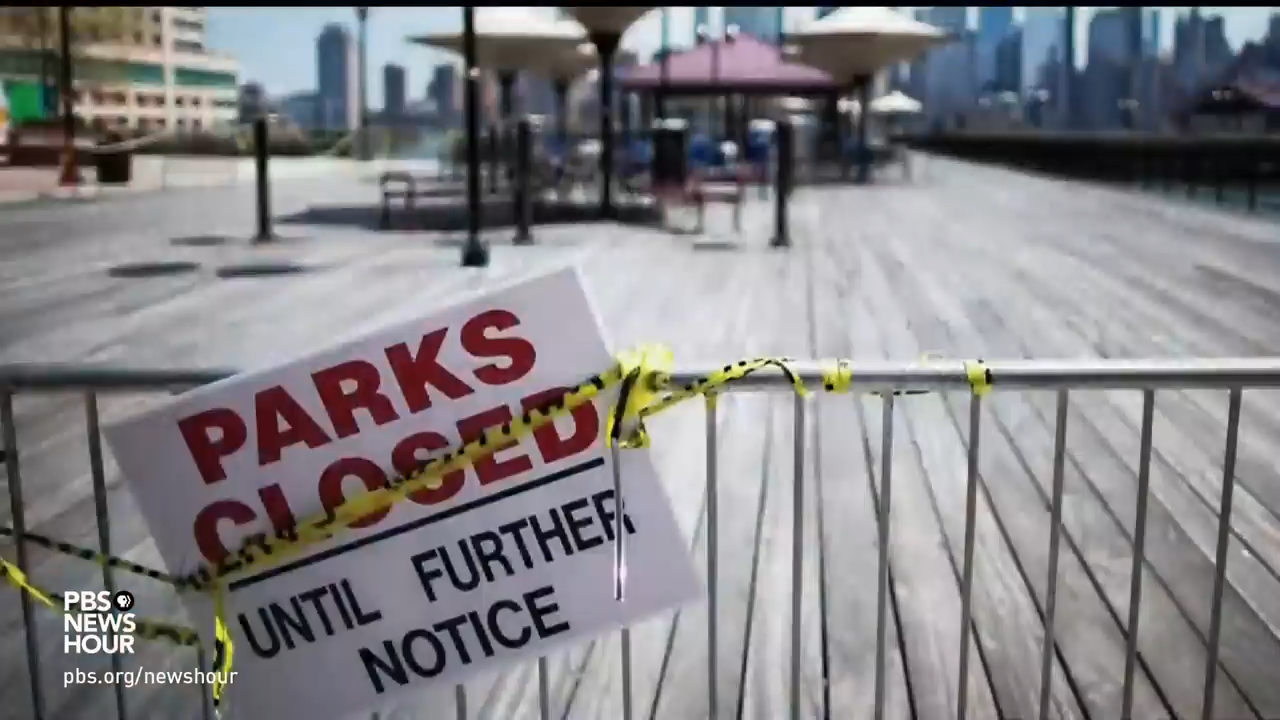 PARKS
CLOSED
UNTIL FURTHER
NOTICE
PBS
NEWS
HOUR
pbs.org/newshour